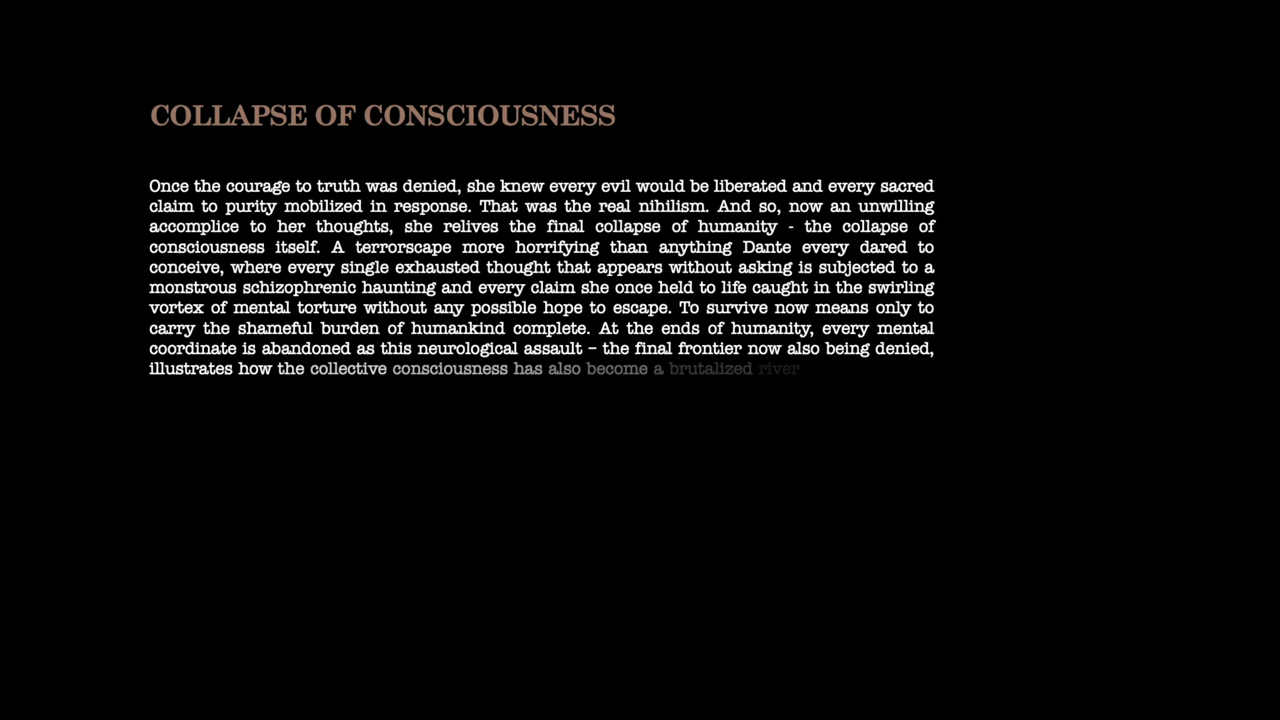 COLLAPSE OF CONSCIOUSNESS
Once the courage to truth was denied, she knew every evil would be liberated and every sacred
claim to purity mobilized in response. That was the real nihilism. And so, now an unwilling
accomplice to her thoughts, she relives the final collapse of humanity - the collapse of
consciousness itself. A terrorscape more horrifying than anything Dante every dared to
conceive, where every single exhausted thought that appears without asking is subjected to a
monstrous schizophrenic haunting and every claim she once held to life caught in the swirling
vortex of mental torture without any possible hope to escape. To survive now means only to
carry the shameful burden of humankind complete. At the ends of humanity, every mental
coordinate is abandoned as this neurological assault – the final frontier now also being denied,
illustrates how the collective consciousness has also become a brutalized river